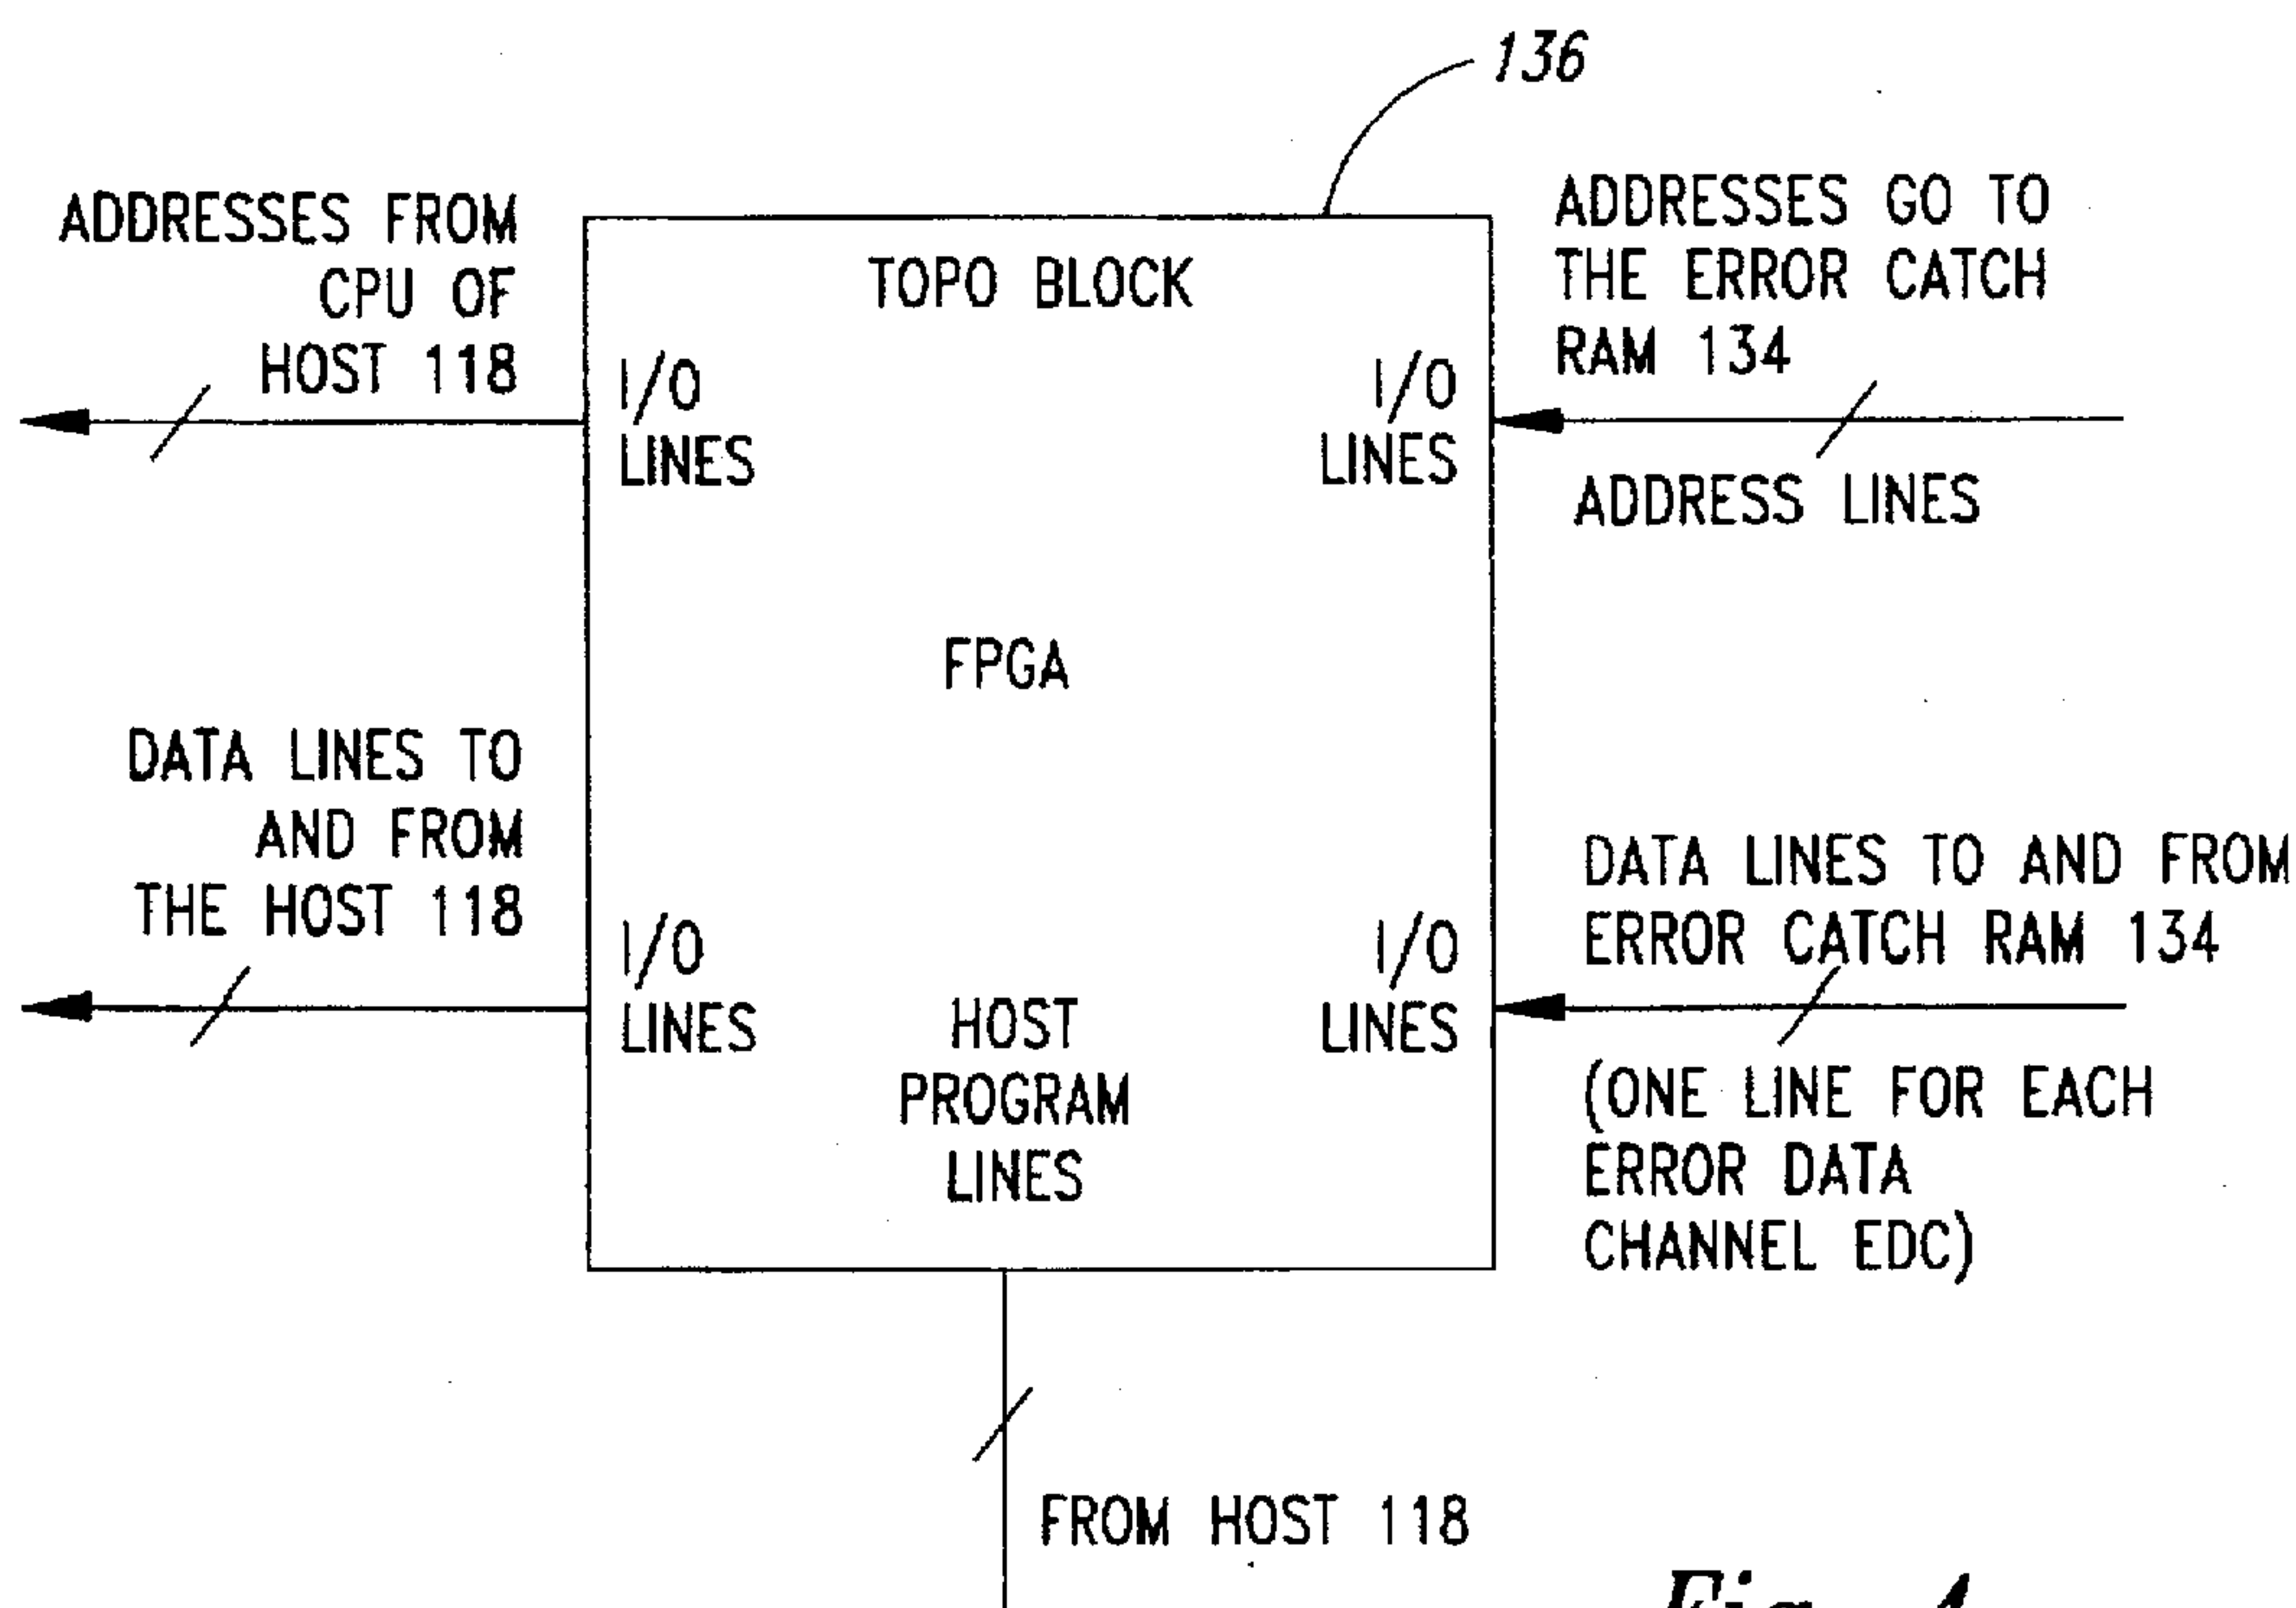 136
ADDRESSES FROM
CPU OF
HOST 118
TOPO BLOCK
I/O
LINES
I/O
LINES
ADDRESSES GO TO
THE ERROR CATCH
RAM 134
ADDRESS LINES
FPGA
DATA LINES TO
AND FROM
THE HOST 118
I/O
LINES
HOST
PROGRAM
LINES
I/O
LINES
DATA LINES TO AND FROM
ERROR CATCH RAM 134
(ONE LINE FOR EACH
ERROR DATA
CHANNEL EDC)
FROM HOST 118
Fig. 4